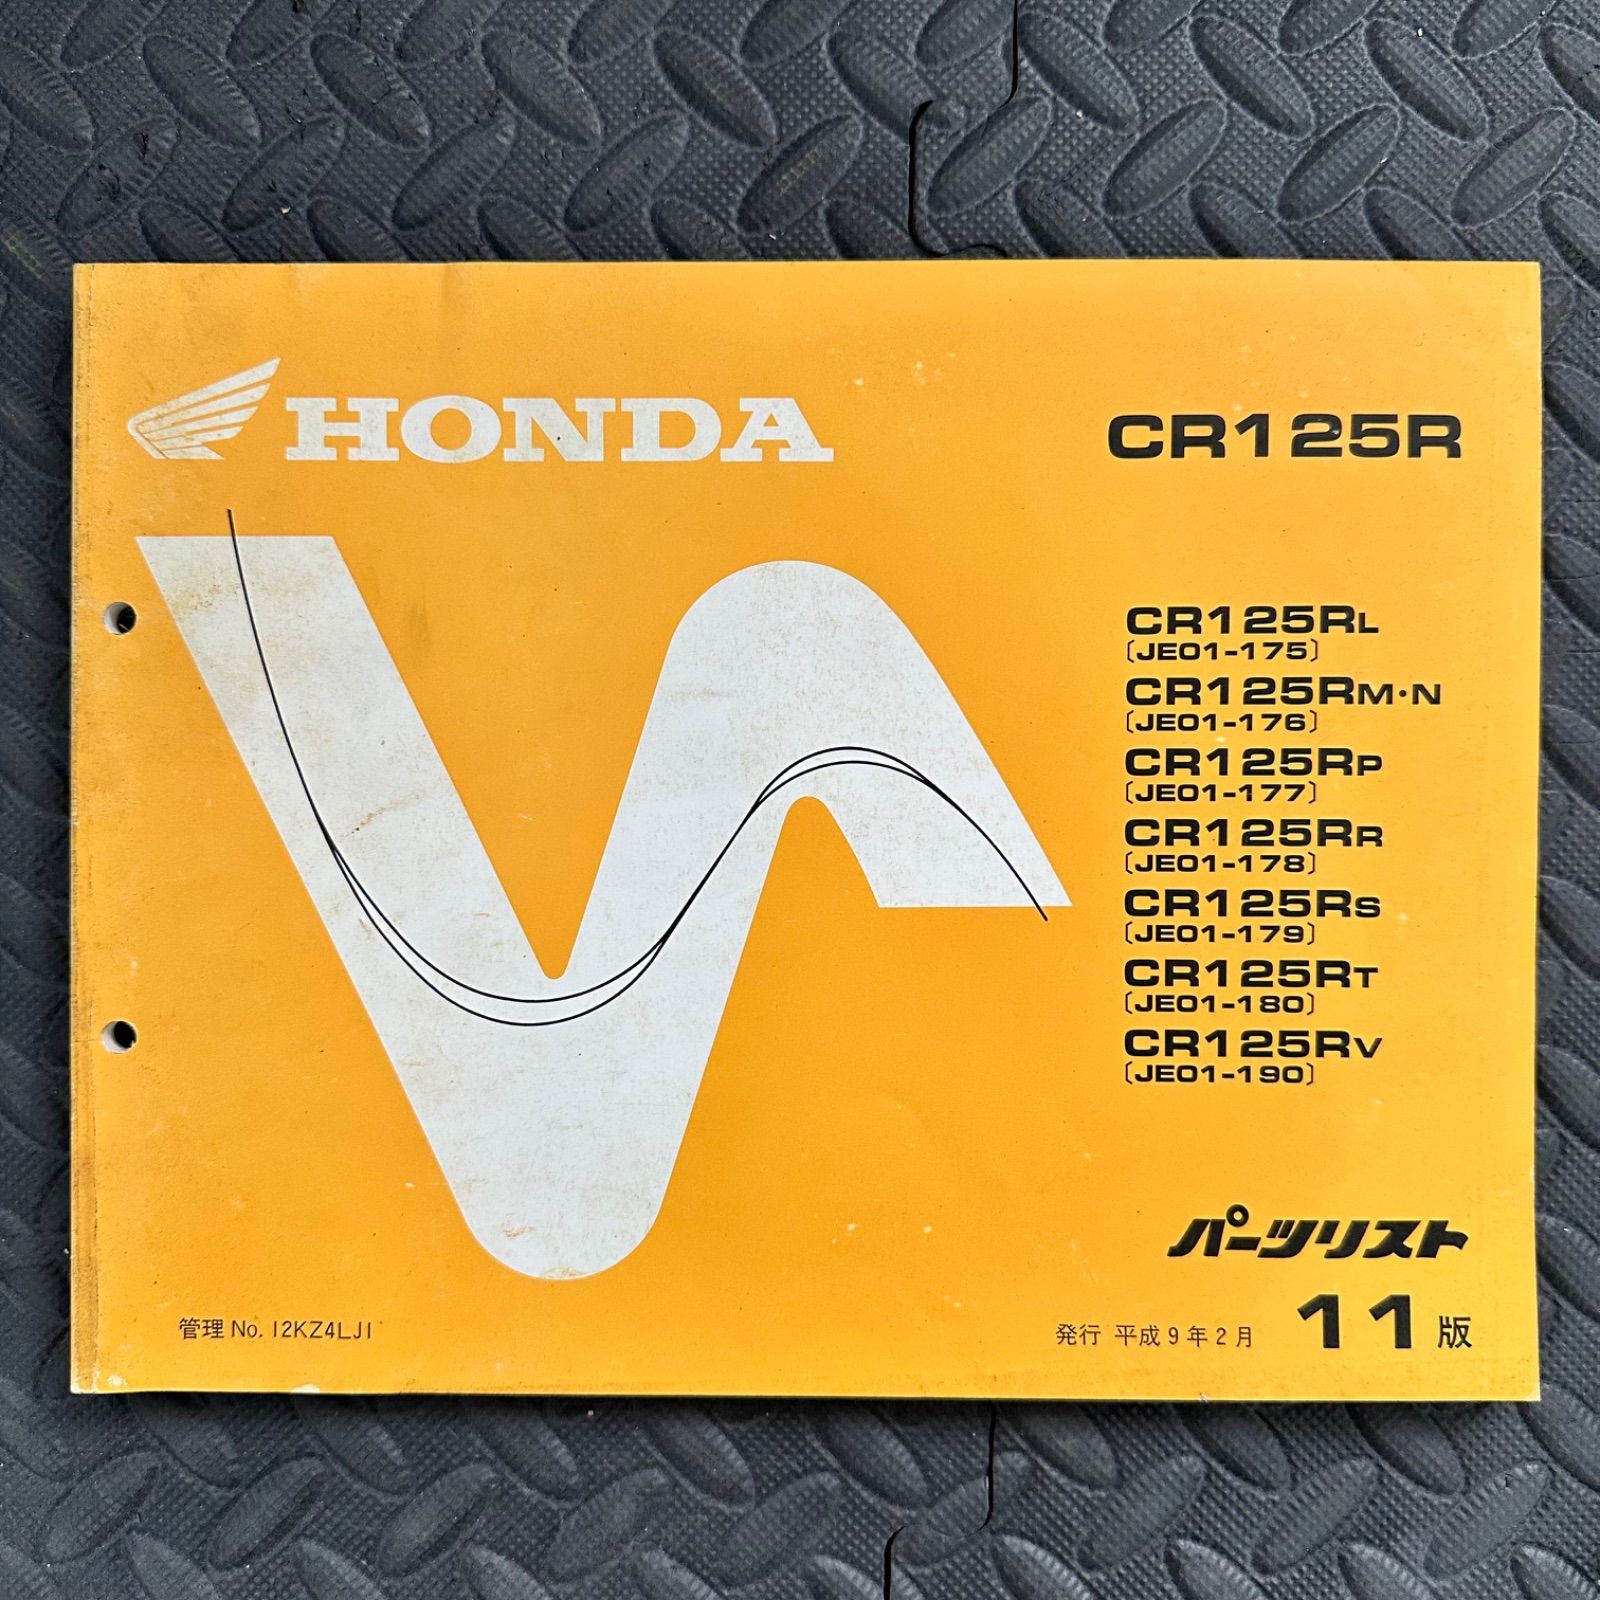 HONDA
CR125R
CR125RL
〔JE01-175〕
CR125RM・N
〔JE01-176〕
CR125RP
〔JE01-177〕
CR125RR
〔JE01-178〕
CR125RS
〔JE01-179〕
CR125RT
〔JE01-180〕
CR125RV
〔JE01-190〕
パーツリスト
管理 No. 12KZ4LJ1
発行 平成9年2月 11版